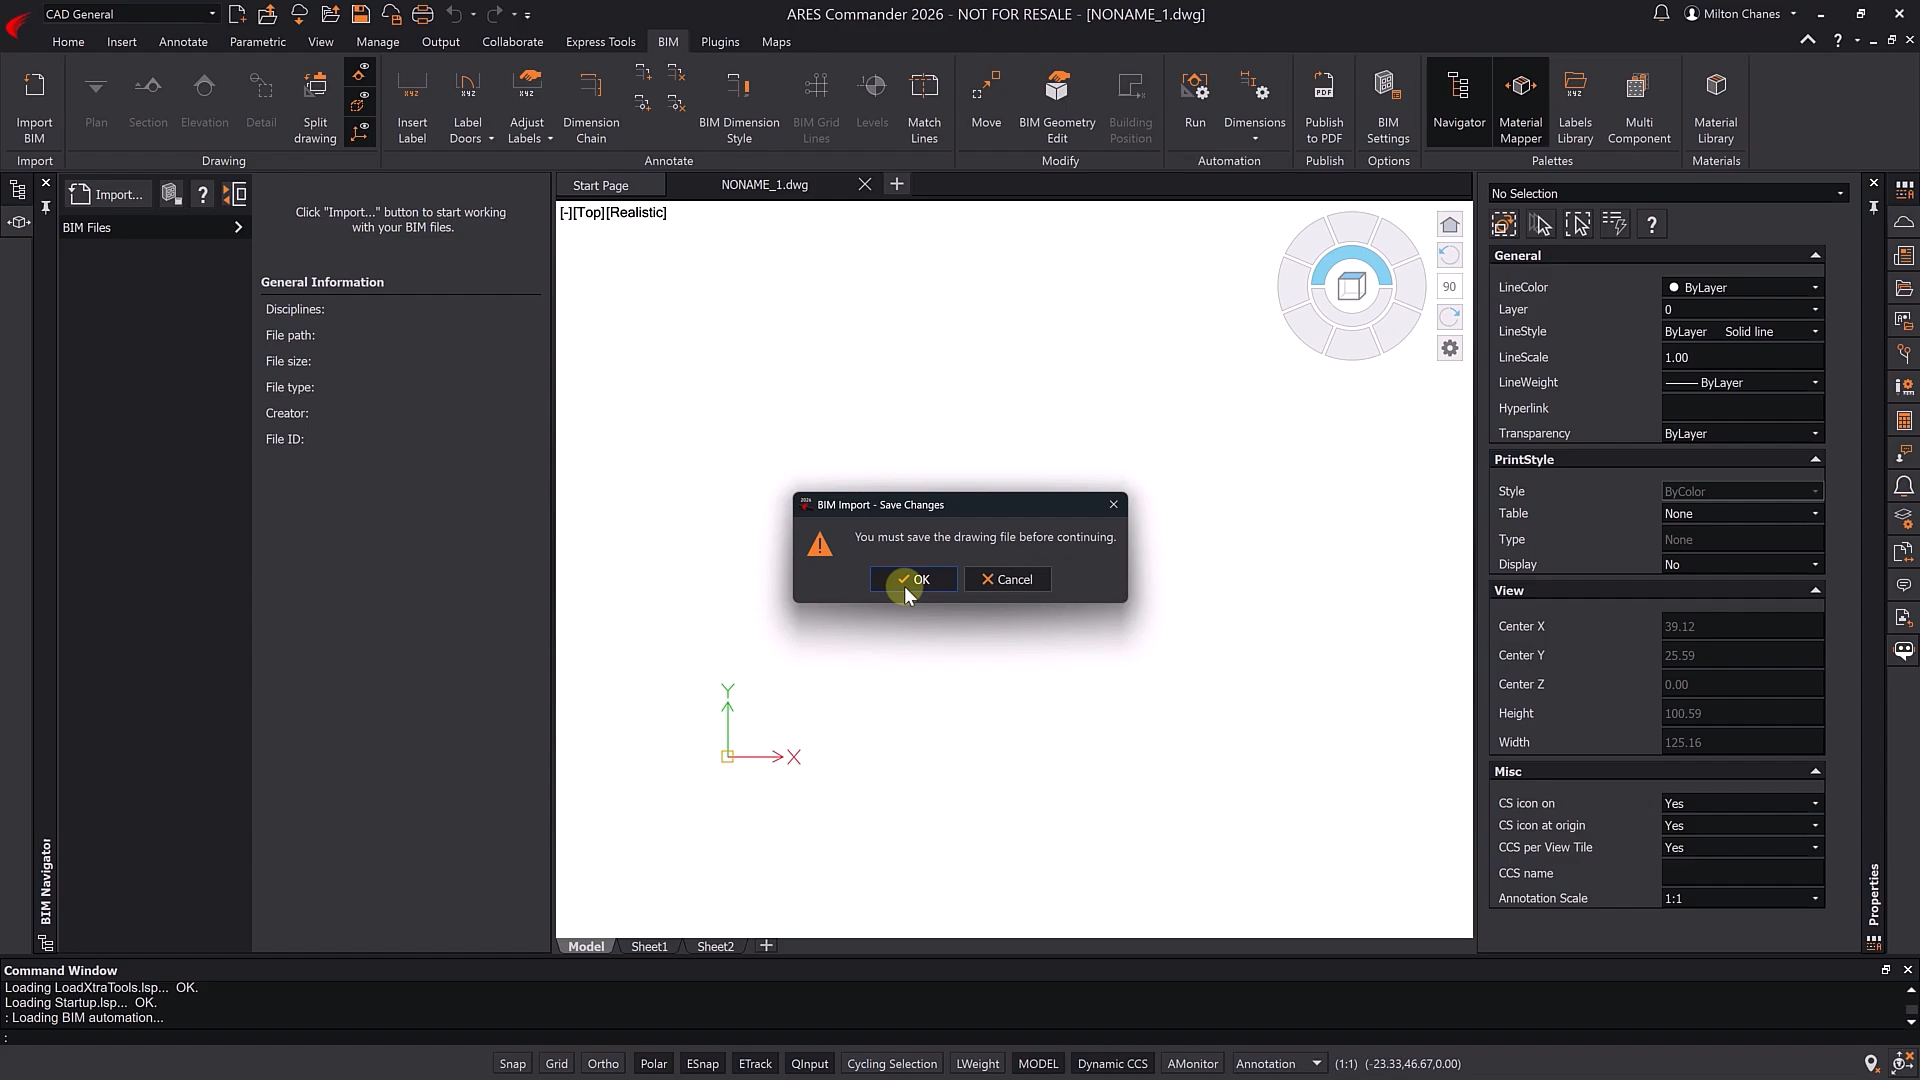 CAD General
ARES Commander 2026 - NOT FOR RESALE - [NONAME_1.dwg]
Milton Chanes
Home Insert Annotate Parametric View Manage Output Collaborate Express Tools BIM Plugins Maps
Import BIM
Plan
Section
Elevation
Detail
Split drawing
Insert Label
Label Doors
Adjust Labels
Dimension Chain
BIM Dimension Style
BIM Grid Lines
Levels
Match Lines
Move
BIM Geometry Edit
Building Position
Run
Dimensions
Publish to PDF
BIM Settings
Navigator
Material Mapper
Labels Library
Multi Component
Material Library
Import Drawing Annotate Modify Automation Publish Options Palettes Materials
Import...
BIM Files
Click "Import..." button to start working
with your BIM files.
General Information
Disciplines:
File path:
File size:
File type:
Creator:
File ID:
BIM Navigator
Start Page
NONAME_1.dwg
[-][Top][Realistic]
90
BIM Import - Save Changes
You must save the drawing file before continuing.
OK
Cancel
Y
X
Model Sheet1 Sheet2
No Selection
General
LineColor ByLayer
Layer 0
LineStyle ByLayer Solid line
LineScale 1.00
LineWeight ByLayer
Hyperlink
Transparency ByLayer
PrintStyle
Style ByColor
Table None
Type None
Display No
View
Center X 39.12
Center Y 25.59
Center Z 0.00
Height 100.59
Width 125.16
Misc
CS icon on Yes
CS icon at origin Yes
CCS per View Tile Yes
CCS name
Annotation Scale 1:1
Properties
Command Window
Loading LoadXtraTools.lsp... OK.
Loading Startup.lsp... OK.
: Loading BIM automation...
:
Snap Grid Ortho Polar ESnap ETrack QInput Cycling Selection LWeight MODEL Dynamic CCS AMonitor Annotation (1:1) (-23.33,46.67,0.00)